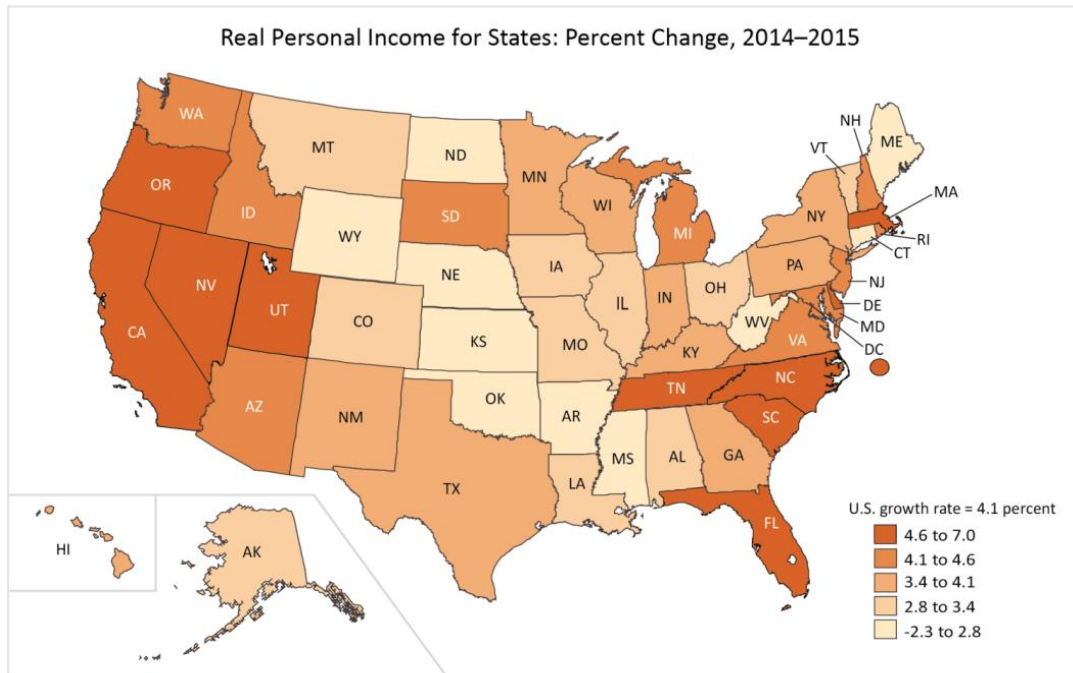 Real Personal Income for States: Percent Change, 2014–2015
WA
MT
ND
MN
VT
NH
ME
OR
ID
SD
WI
MI
NY
MA
RI
CT
WY
NE
IA
PA
NJ
NV
UT
CO
IL
IN
OH
DE
MD
DC
CA
KS
MO
WV
VA
KY
AZ
NM
OK
AR
TN
NC
SC
TX
LA
MS
AL
GA
FL
HI
AK
U.S. growth rate = 4.1 percent
4.6 to 7.0
4.1 to 4.6
3.4 to 4.1
2.8 to 3.4
-2.3 to 2.8